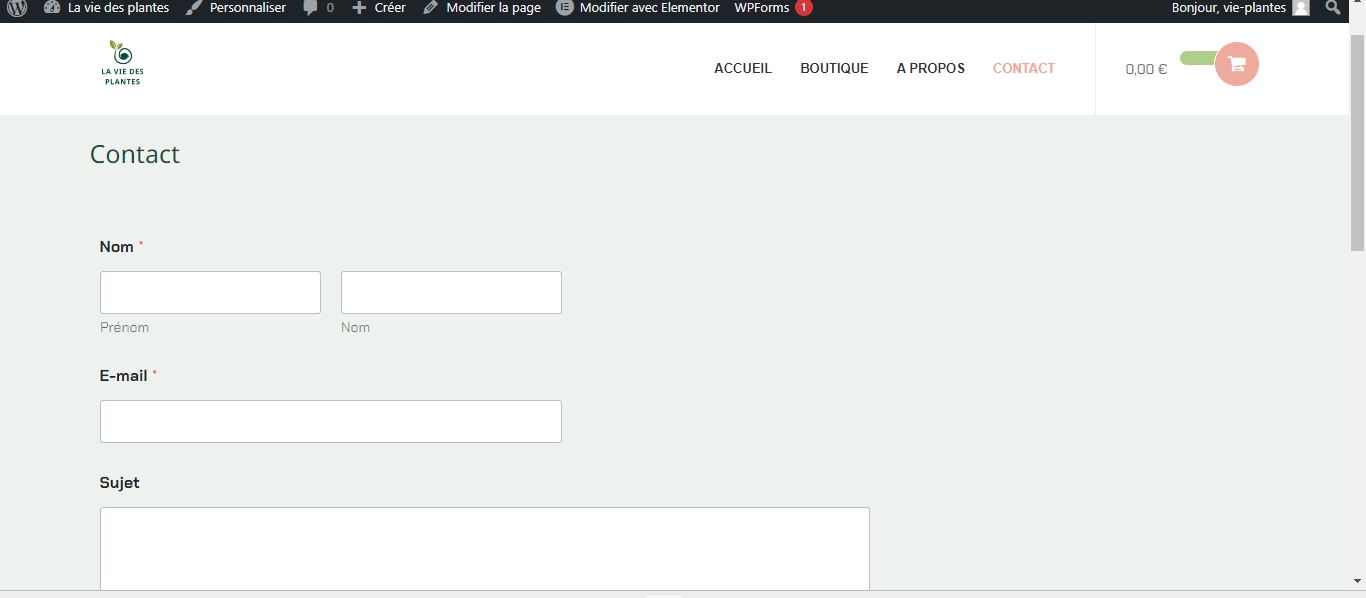 La vie des plantes Personnaliser 0 Créer Modifier la page Modifier avec Elementor WPForms 1 Bonjour, vie-plantes
LA VIE DES
PLANTES
ACCUEIL BOUTIQUE A PROPOS CONTACT 0,00 €
Contact
Nom *
Prénom Nom
E-mail *
Sujet